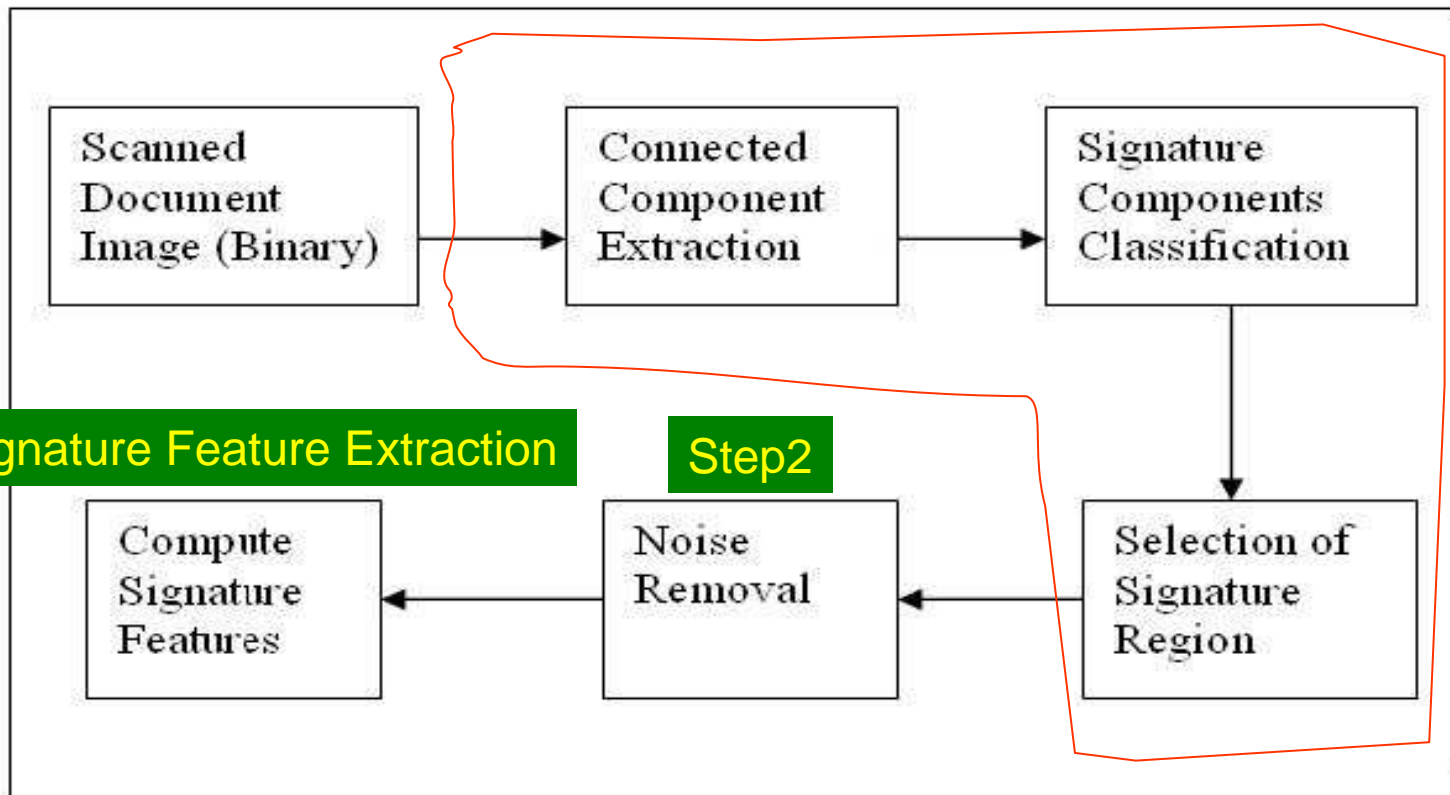 Scanned
Document
Image (Binary)
Connected
Component
Extraction
Signature
Components
Classification
gnature Feature Extraction
Step2
Compute
Signature
Features
Noise
Removal
Selection of
Signature
Region